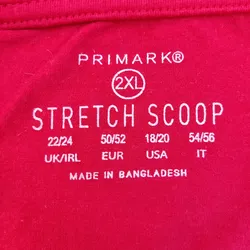 PRIMARK®
2XL
STRETCH SCOOP
22/24 50/52 18/20 54/56
UK/IRL EUR USA IT
MADE IN BANGLADESH